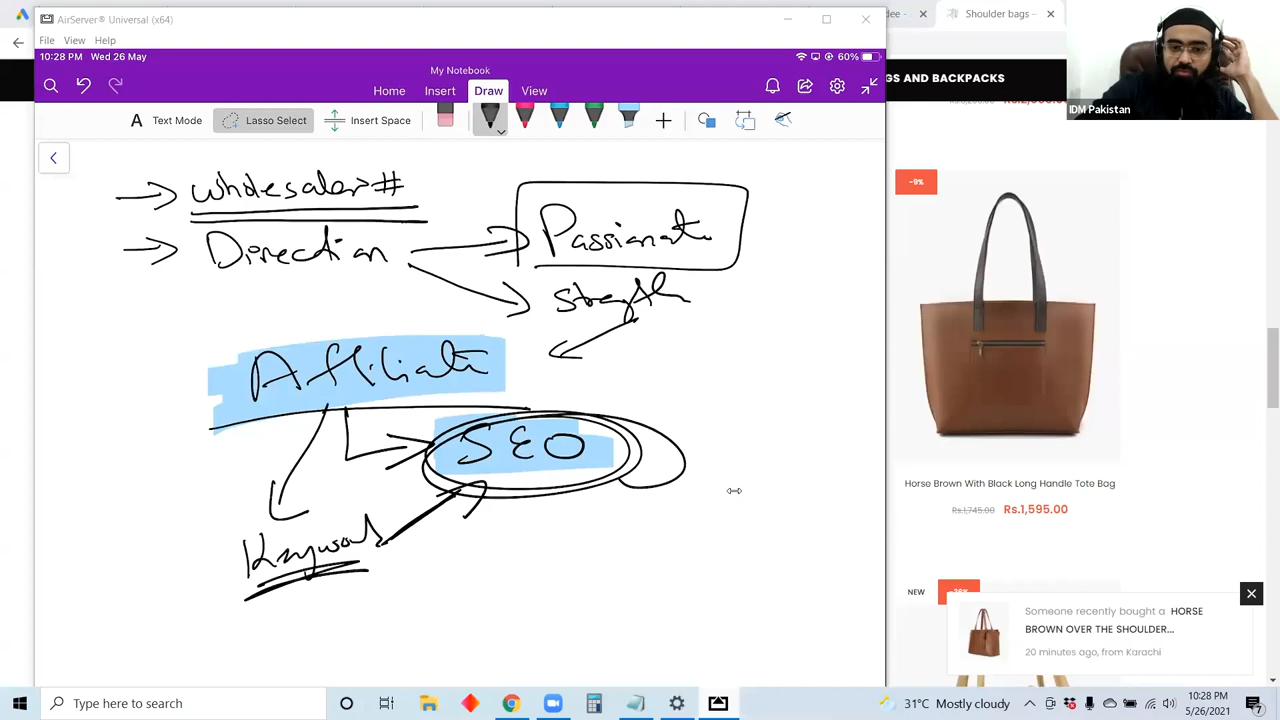 AirServer® Universal (x64)
File View Help
10:28 PM Wed 26 May
60%
My Notebook
Home Insert Draw View
A Text Mode
Lasso Select
Insert Space
→ wholesaler #
→ Direction → Passionate
→ strength
Affiliate
SEO
Keyword
Shoulder bags –
GS AND BACKPACKS
IDM Pakistan
-9%
Horse Brown With Black Long Handle Tote Bag
Rs.1,745.00 Rs.1,595.00
NEW
Someone recently bought a HORSE
BROWN OVER THE SHOULDER...
20 minutes ago, from Karachi
Type here to search
31°C Mostly cloudy
10:28 PM
5/26/2021
7